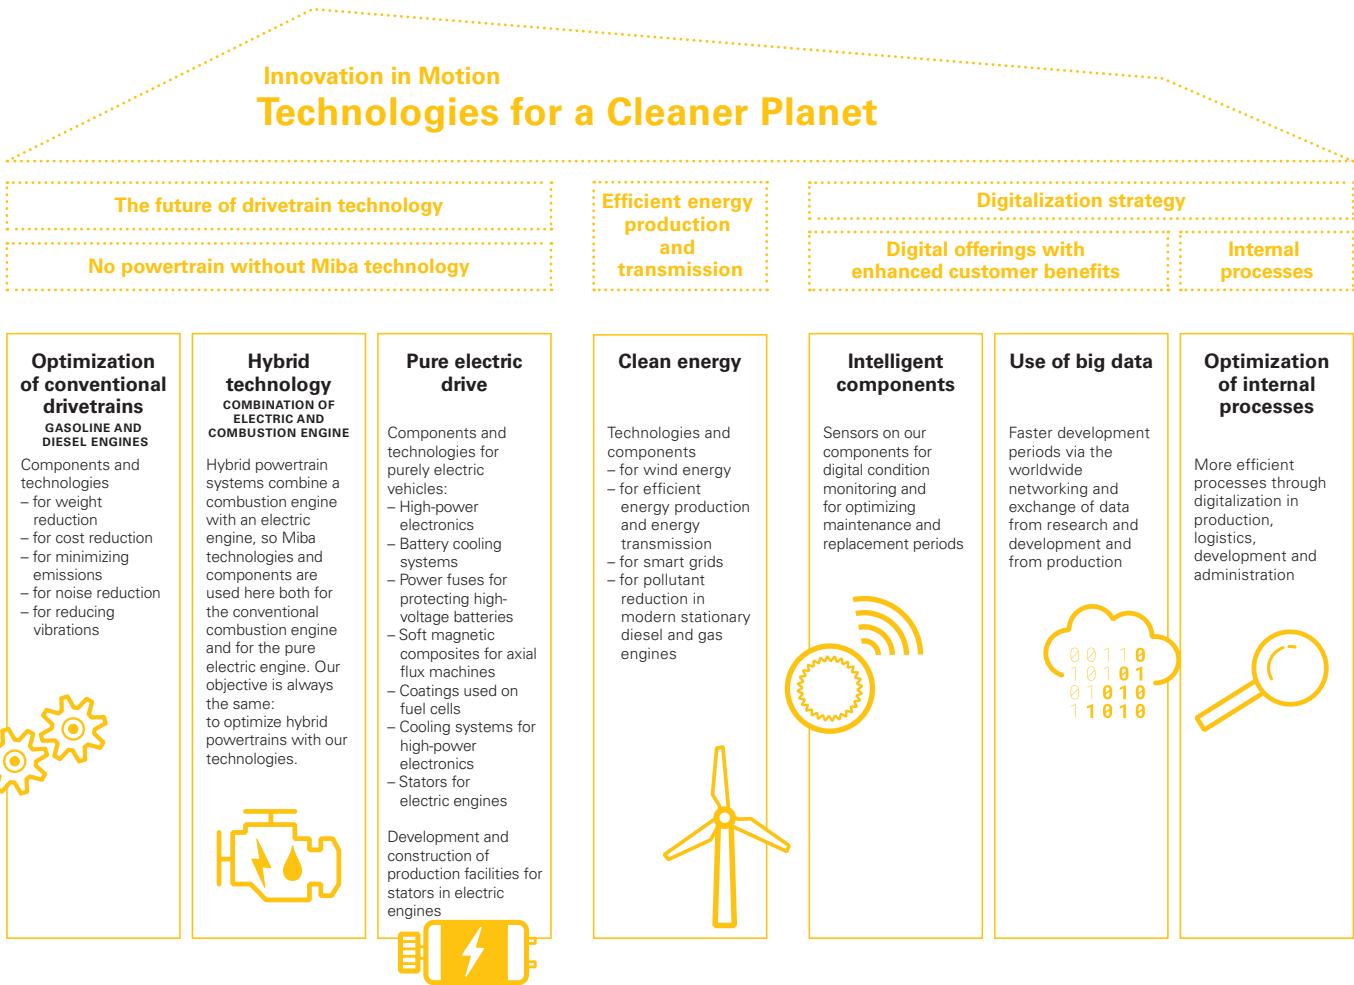 Innovation in Motion
Technologies for a Cleaner Planet
The future of drivetrain technology
No powertrain without Miba technology
Efficient energy
production
and
transmission
Digitalization strategy
Digital offerings with
enhanced customer benefits
Internal
processes
Optimization
of conventional
drivetrains
GASOLINE AND
DIESEL ENGINES
Components and
technologies
– for weight
reduction
– for cost reduction
– for minimizing
emissions
– for noise reduction
– for reducing
vibrations
Hybrid
technology
COMBINATION OF
ELECTRIC AND
COMBUSTION ENGINE
Hybrid powertrain
systems combine a
combustion engine
with an electric
engine, so Miba
technologies and
components are
used here both for
the conventional
combustion engine
and for the pure
electric engine. Our
objective is always
the same:
to optimize hybrid
powertrains with our
technologies.
Pure electric
drive
Components and
technologies for
purely electric
vehicles:
– High-power
electronics
– Battery cooling
systems
– Power fuses for
protecting high-
voltage batteries
– Soft magnetic
composites for axial
flux machines
– Coatings used on
fuel cells
– Cooling systems for
high-power
electronics
– Stators for
electric engines
Development and
construction of
production facilities for
stators in electric
engines
Clean energy
Technologies and
components
– for wind energy
– for efficient
energy production
and energy
transmission
– for smart grids
– for pollutant
reduction in
modern stationary
diesel and gas
engines
Intelligent
components
Sensors on our
components for
digital condition
monitoring and
for optimizing
maintenance and
replacement periods
Use of big data
Faster development
periods via the
worldwide
networking and
exchange of data
from research and
development and
from production
00110
10101
01010
11010
Optimization
of internal
processes
More efficient
processes through
digitalization in
production,
logistics,
development and
administration